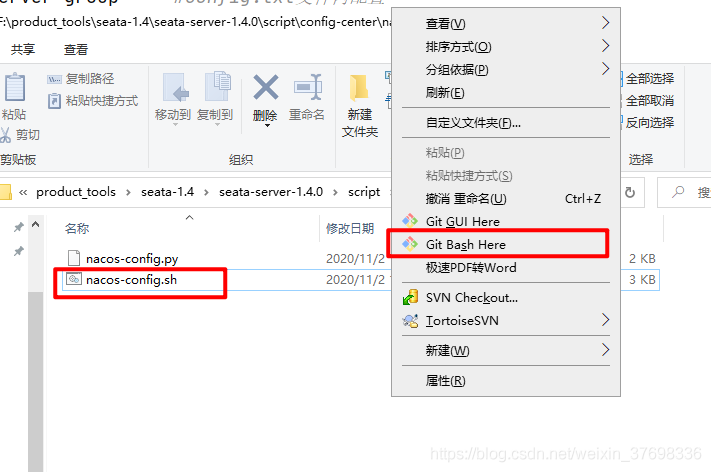 server-group #config.txt文件内配置
F:\product_tools\seata-1.4\seata-server-1.4.0\script\config-center\na
共享 查看
粘贴
复制路径
粘贴快捷方式
剪切
剪贴板
移动到
复制到
删除
重命名
组织
新建
文件夹
全部选择
全部取消
反向选择
选择
« product_tools › seata-1.4 › seata-server-1.4.0 › script
搜
名称
修改日期
nacos-config.py 2020/11/2 2 KB
nacos-config.sh 2020/11/2 3 KB
查看(V)
排序方式(O)
分组依据(P)
刷新(E)
自定义文件夹(F)...
粘贴(P)
粘贴快捷方式(S)
撤消 重命名(U) Ctrl+Z
Git GUI Here
Git Bash Here
极速PDF转Word
SVN Checkout...
TortoiseSVN
新建(W)
属性(R)
https://blog.csdn.net/weixin_37698336